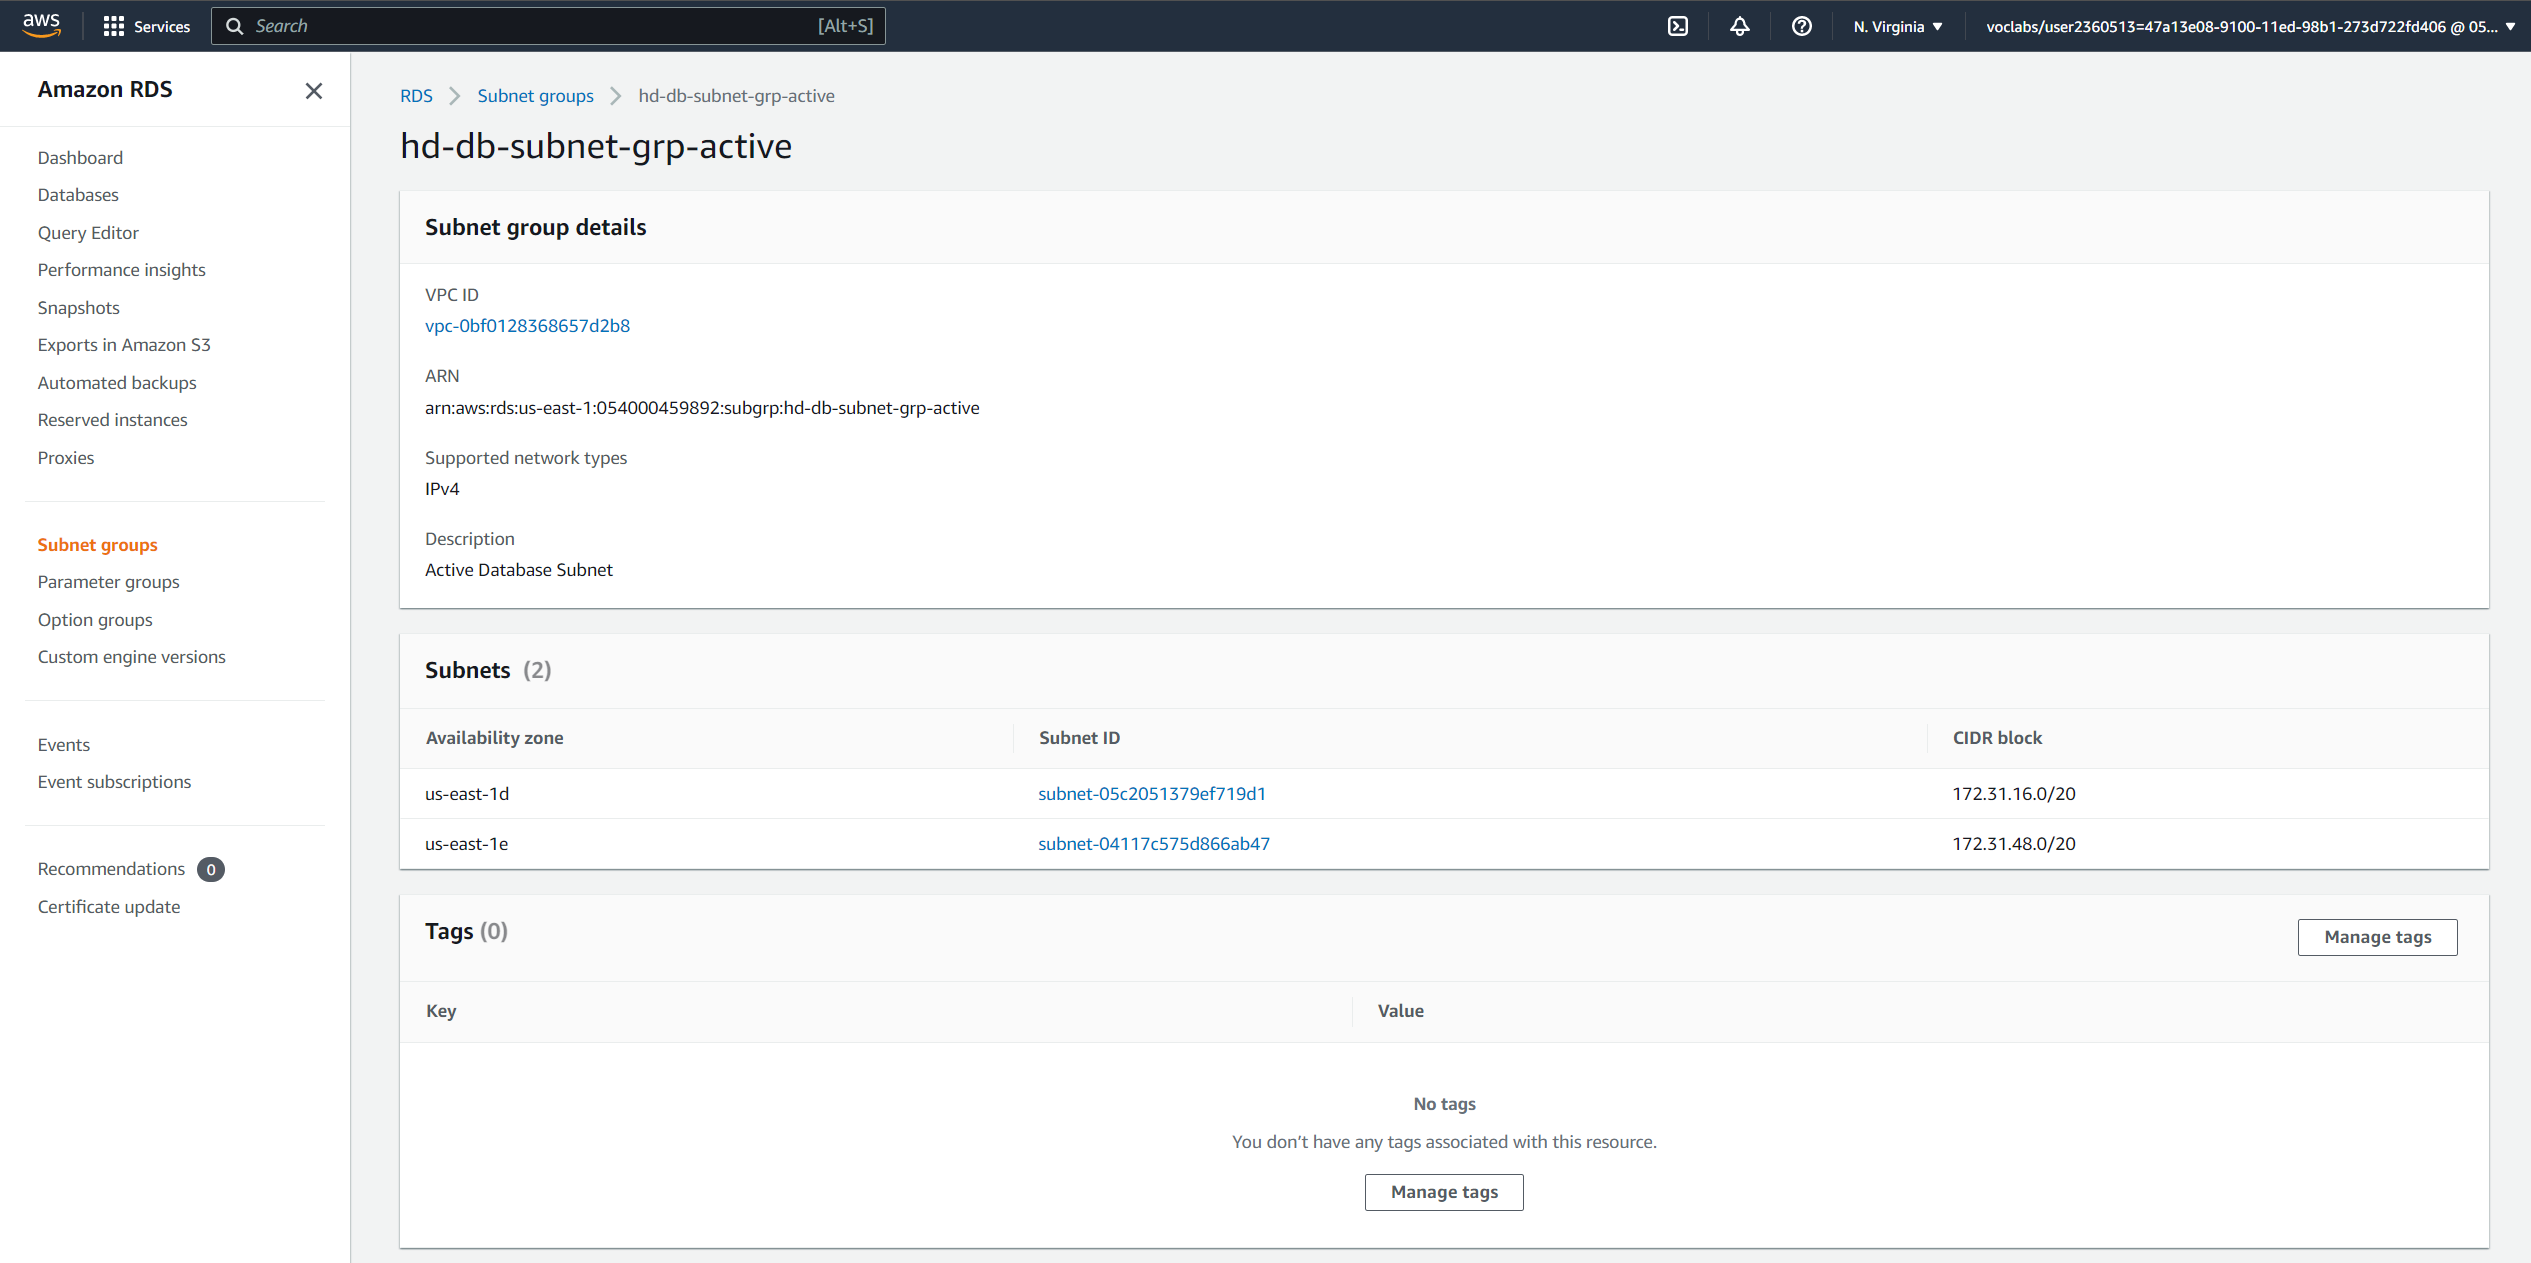 aws
Services
Search
[Alt+S]
N. Virginia
voclabs/user2360513=47a13e08-9100-11ed-98b1-273d722fd406 @ 05...
Amazon RDS
Dashboard
Databases
Query Editor
Performance insights
Snapshots
Exports in Amazon S3
Automated backups
Reserved instances
Proxies
Subnet groups
Parameter groups
Option groups
Custom engine versions
Events
Event subscriptions
Recommendations 0
Certificate update
RDS
Subnet groups
hd-db-subnet-grp-active
hd-db-subnet-grp-active
Subnet group details
VPC ID
vpc-0bf0128368657d2b8
ARN
arn:aws:rds:us-east-1:054000459892:subgrp:hd-db-subnet-grp-active
Supported network types
IPv4
Description
Active Database Subnet
Subnets (2)
Availability zone Subnet ID CIDR block
us-east-1d subnet-05c2051379ef719d1 172.31.16.0/20
us-east-1e subnet-04117c575d866ab47 172.31.48.0/20
Tags (0)
Manage tags
Key Value
No tags
You don't have any tags associated with this resource.
Manage tags